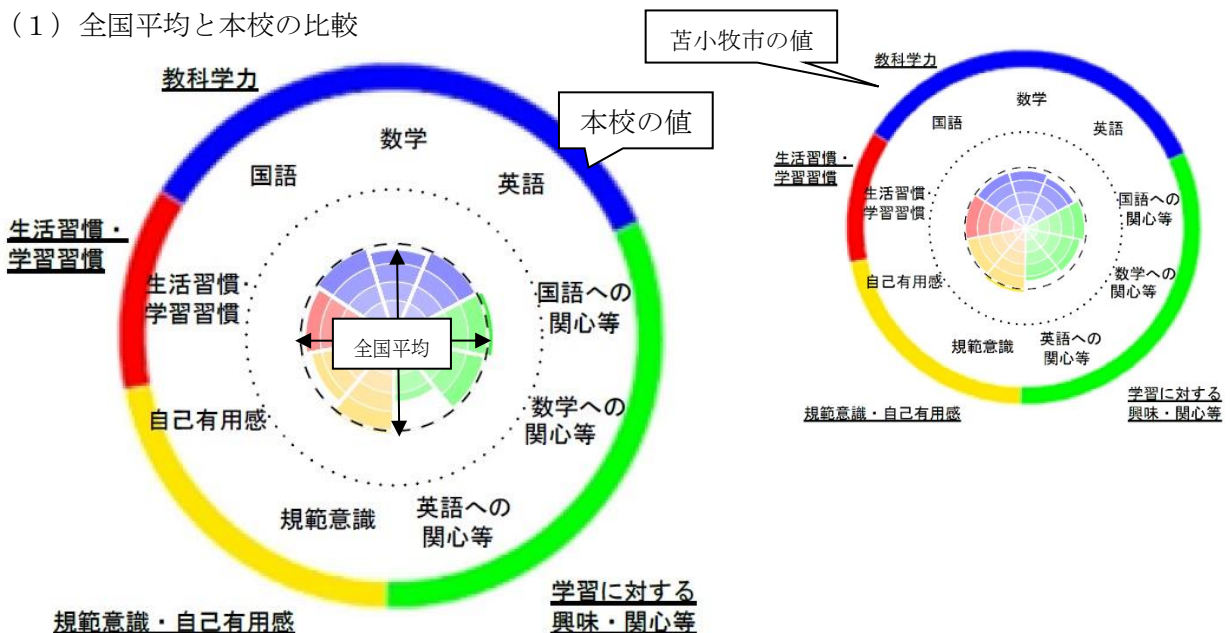 (1)全国平均と本校の比較
教科学力
本校の値
数学
国語
英語
生活習慣・
学習習慣
生活習慣・
学習習慣
国語への
関心等
全国平均
自己有用感
数学への
関心等
規範意識
英語への
関心等
規範意識・自己有用感
学習に対する
興味・関心等
苫小牧市の値
教科学力
数学
国語
英語
生活習慣・
学習習慣
生活習慣・
学習習慣
国語への
関心等
自己有用感
数学への
関心等
規範意識
英語への
関心等
規範意識・自己有用感
学習に対する
興味・関心等